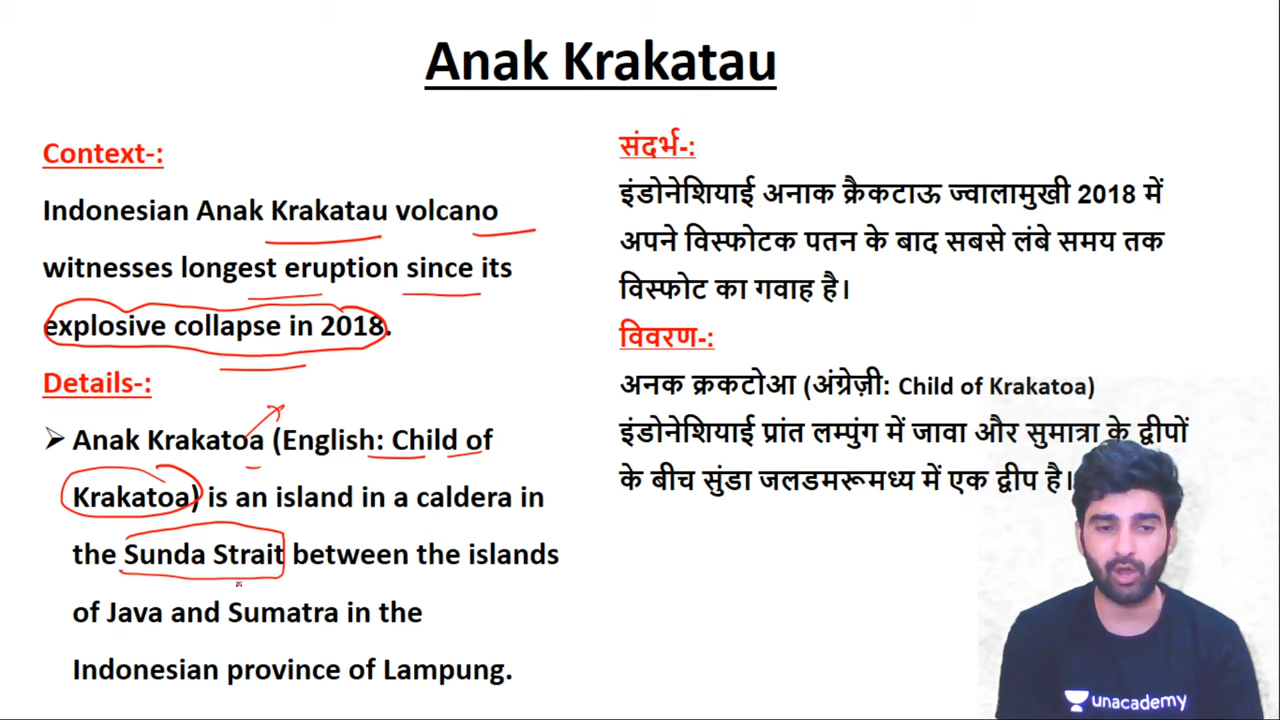 Anak Krakatau
Context-:
Indonesian Anak Krakatau volcano
witnesses longest eruption since its
explosive collapse in 2018.
Details-:
➤ Anak Krakatoa (English: Child of
Krakatoa) is an island in a caldera in
the Sunda Strait between the islands
of Java and Sumatra in the
Indonesian province of Lampung.
संदर्भ-:
इंडोनेशियाई अनाक क्रैकटाऊ ज्वालामुखी 2018 में
अपने विस्फोटक पतन के बाद सबसे लंबे समय तक
विस्फोट का गवाह है।
विवरण-:
अनक क्रकटोआ (अंग्रेज़ी: Child of Krakatoa)
इंडोनेशियाई प्रांत लम्पुंग में जावा और सुमात्रा के द्वीपों
के बीच सुंडा जलडमरूमध्य में एक द्वीप है।
unacademy